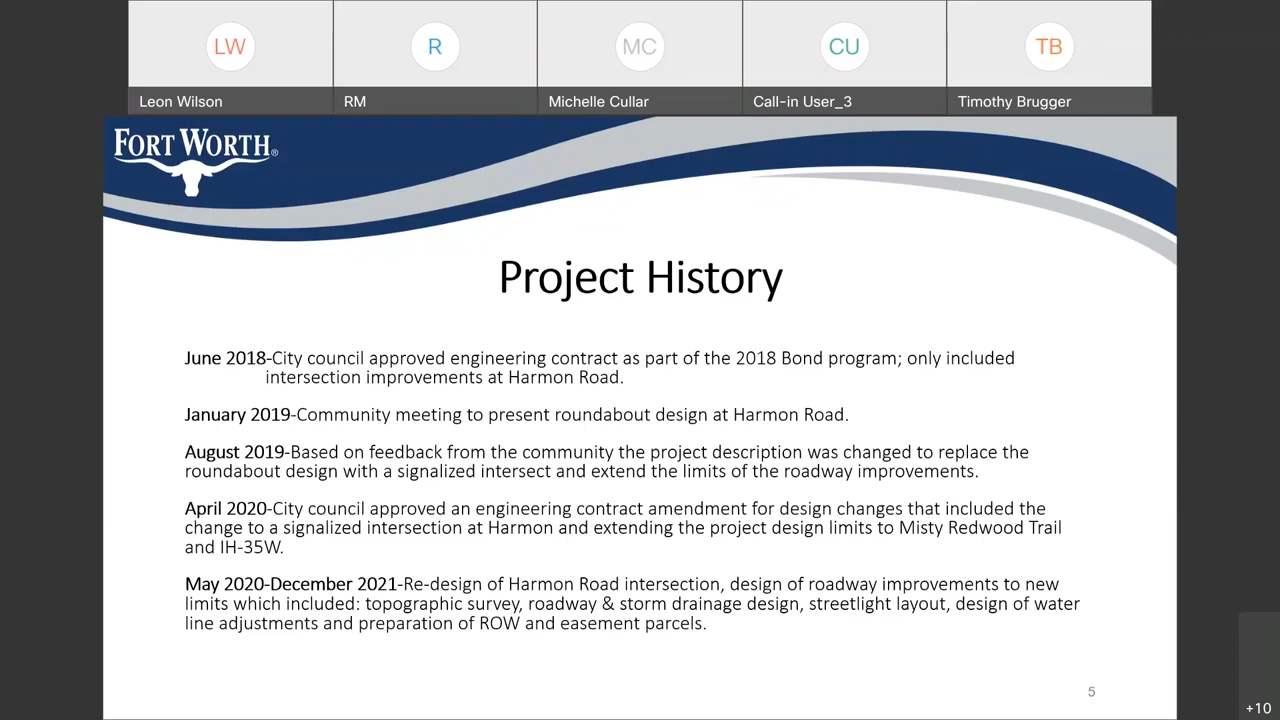 LW
R
MC
CU
TB
Leon Wilson
RM
Michelle Cullar
Call-in User_3
Timothy Brugger
FORT WORTH®
Project History
June 2018-City council approved engineering contract as part of the 2018 Bond program; only included
intersection improvements at Harmon Road.
January 2019-Community meeting to present roundabout design at Harmon Road.
August 2019-Based on feedback from the community the project description was changed to replace the
roundabout design with a signalized intersect and extend the limits of the roadway improvements.
April 2020-City council approved an engineering contract amendment for design changes that included the
change to a signalized intersection at Harmon and extending the project design limits to Misty Redwood Trail
and IH-35W.
May 2020-December 2021-Re-design of Harmon Road intersection, design of roadway improvements to new
limits which included: topographic survey, roadway & storm drainage design, streetlight layout, design of water
line adjustments and preparation of ROW and easement parcels.
5
+10